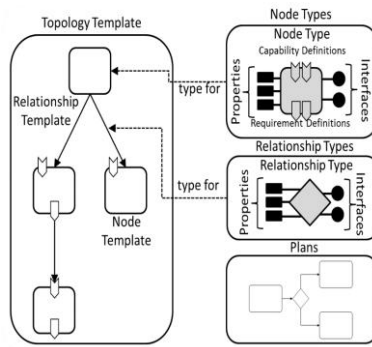 Topology Template
Relationship
Template
Node
Template
type for
type for
Node Types
Node Type
Capability Definitions
Properties
Interfaces
Requirement Definitions
Relationship Types
Relationship Type
Properties
Interfaces
Plans